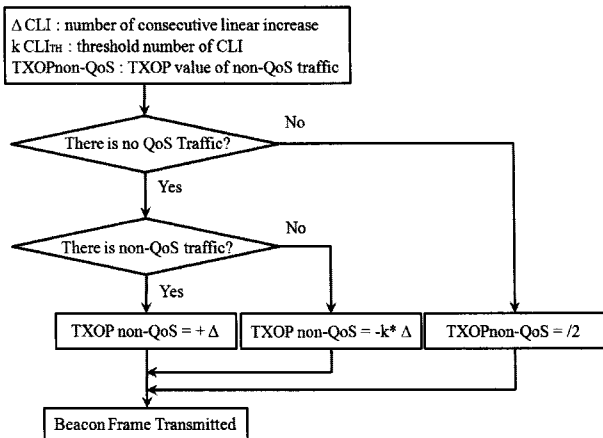 Δ CLI : number of consecutive linear increase
k CLITH : threshold number of CLI
TXOPnon-QoS : TXOP value of non-QoS traffic
There is no QoS Traffic?
No
Yes
There is non-QoS traffic?
No
Yes
TXOP non-QoS = + Δ
TXOP non-QoS = -k* Δ
TXOPnon-QoS = /2
Beacon Frame Transmitted